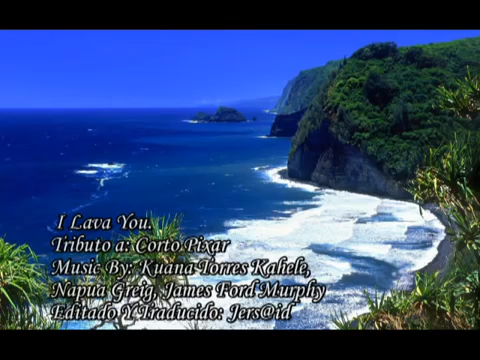 I Lava You.
Tributo a: Corto Pixar
Music By: Kuana Torres Kahele,
Napua Greig, James Ford Murphy
Editado Y Traducido: Jers@id